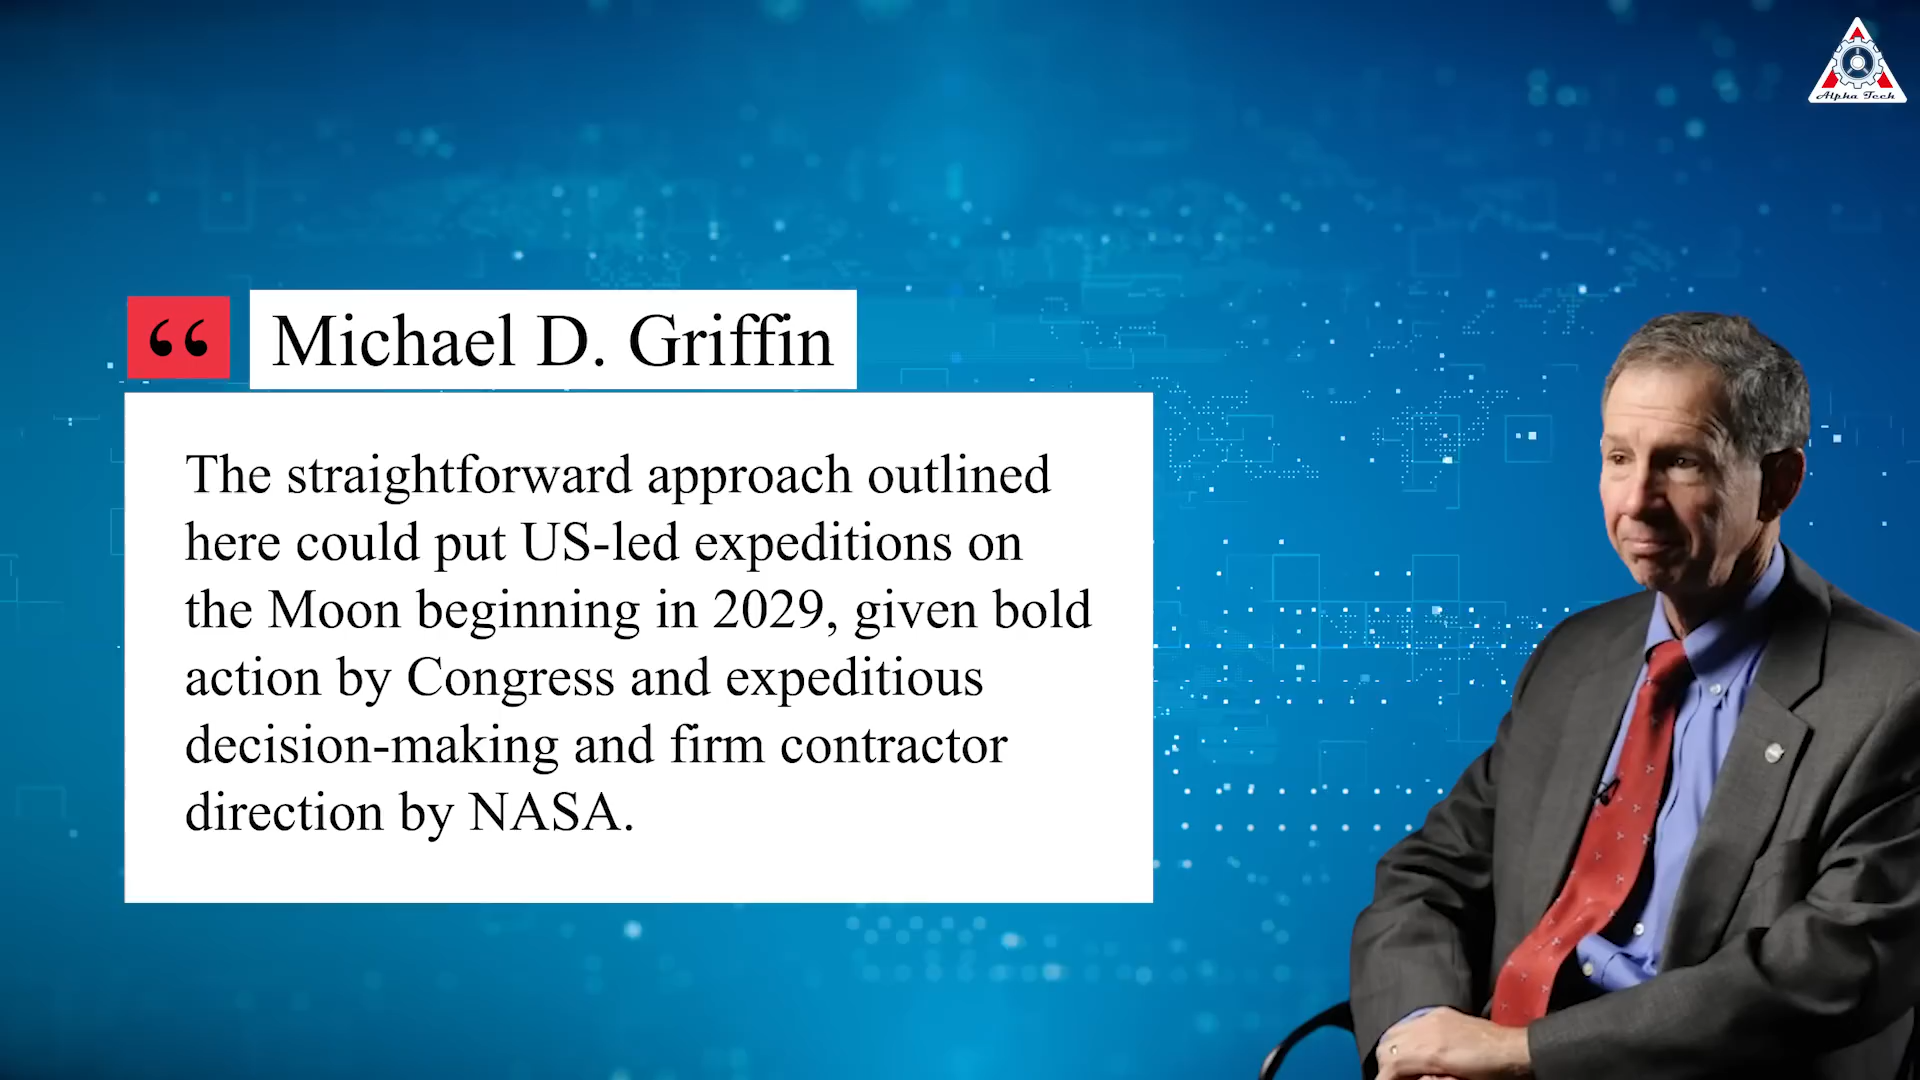 Alpha Tech
“ Michael D. Griffin
The straightforward approach outlined
here could put US-led expeditions on
the Moon beginning in 2029, given bold
action by Congress and expeditious
decision-making and firm contractor
direction by NASA.